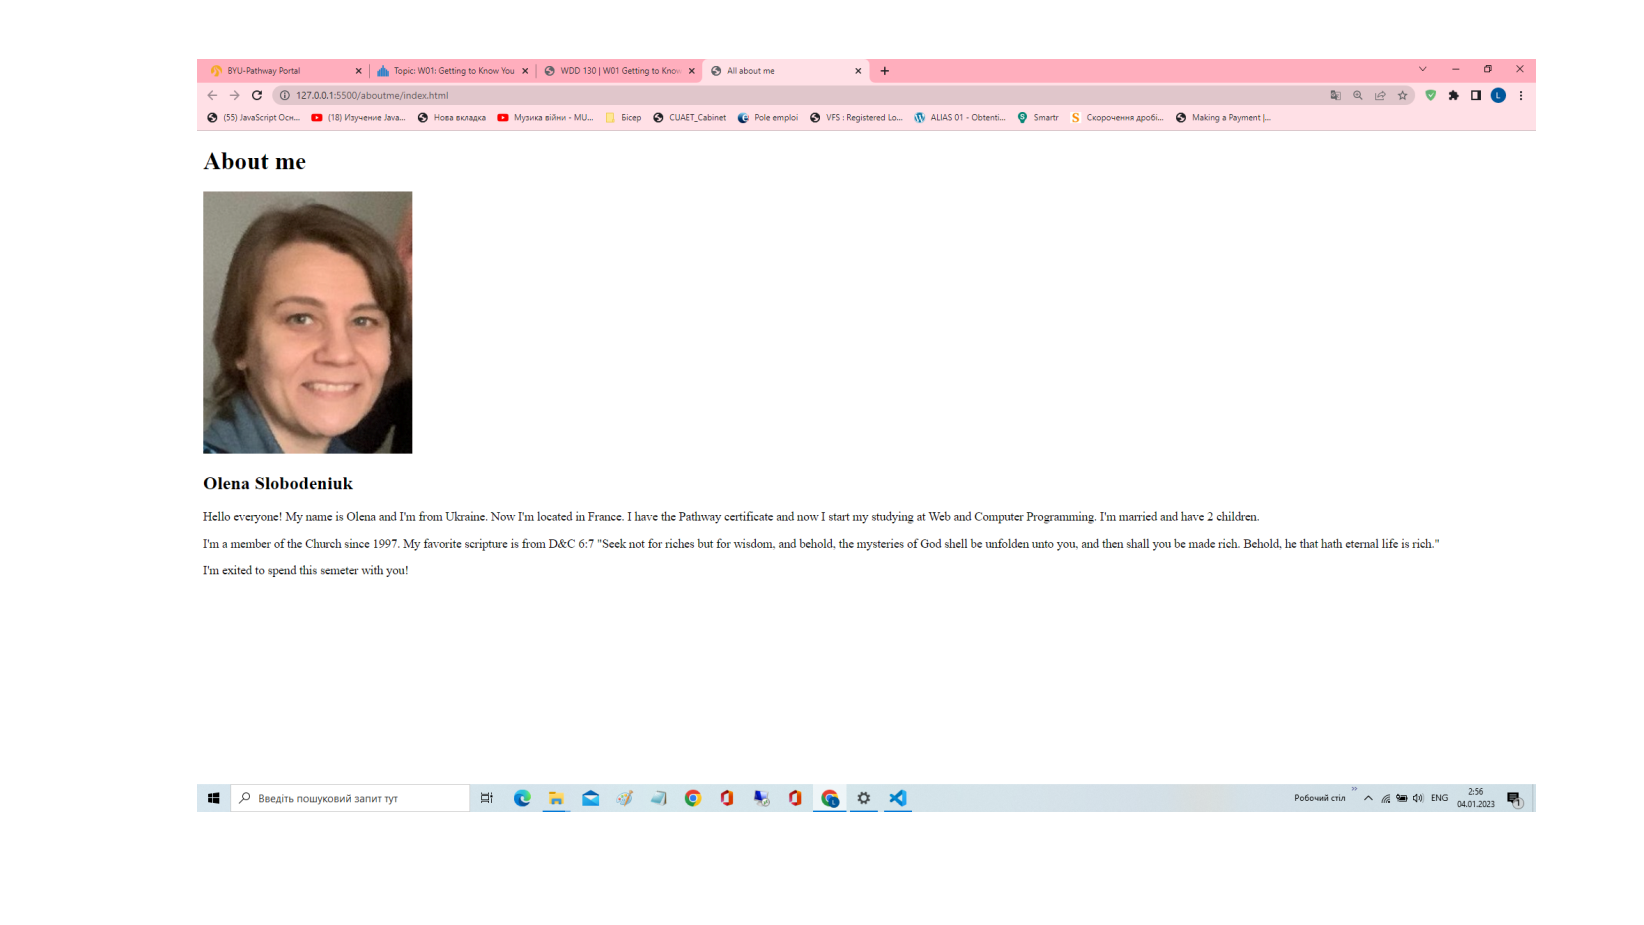 BYU-Pathway Portal
Topic: W01: Getting to Know You
WDD 130 | W01 Getting to Know
All about me
127.0.0.1:5500/aboutme/index.html
(55) JavaScript Осн...
(18) Изучение Java...
Нова вкладка
Музика війни - MU...
Бісер
CUAET_Cabinet
Pole emploi
VFS : Registered Lo...
ALIAS 01 - Obtenti...
Smartr
Скорочення дробі...
Making a Payment |...
About me
Olena Slobodeniuk
Hello everyone! My name is Olena and I'm from Ukraine. Now I'm located in France. I have the Pathway certificate and now I start my studying at Web and Computer Programming. I'm married and have 2 children.
I'm a member of the Church since 1997. My favorite scripture is from D&C 6:7 "Seek not for riches but for wisdom, and behold, the mysteries of God shall be unfolden unto you, and then shall you be made rich. Behold, he that hath eternal life is rich."
I'm exited to spend this semeter with you!
Введіть пошуковий запит тут
Робочий стіл
ENG
2:56
04.01.2023
1